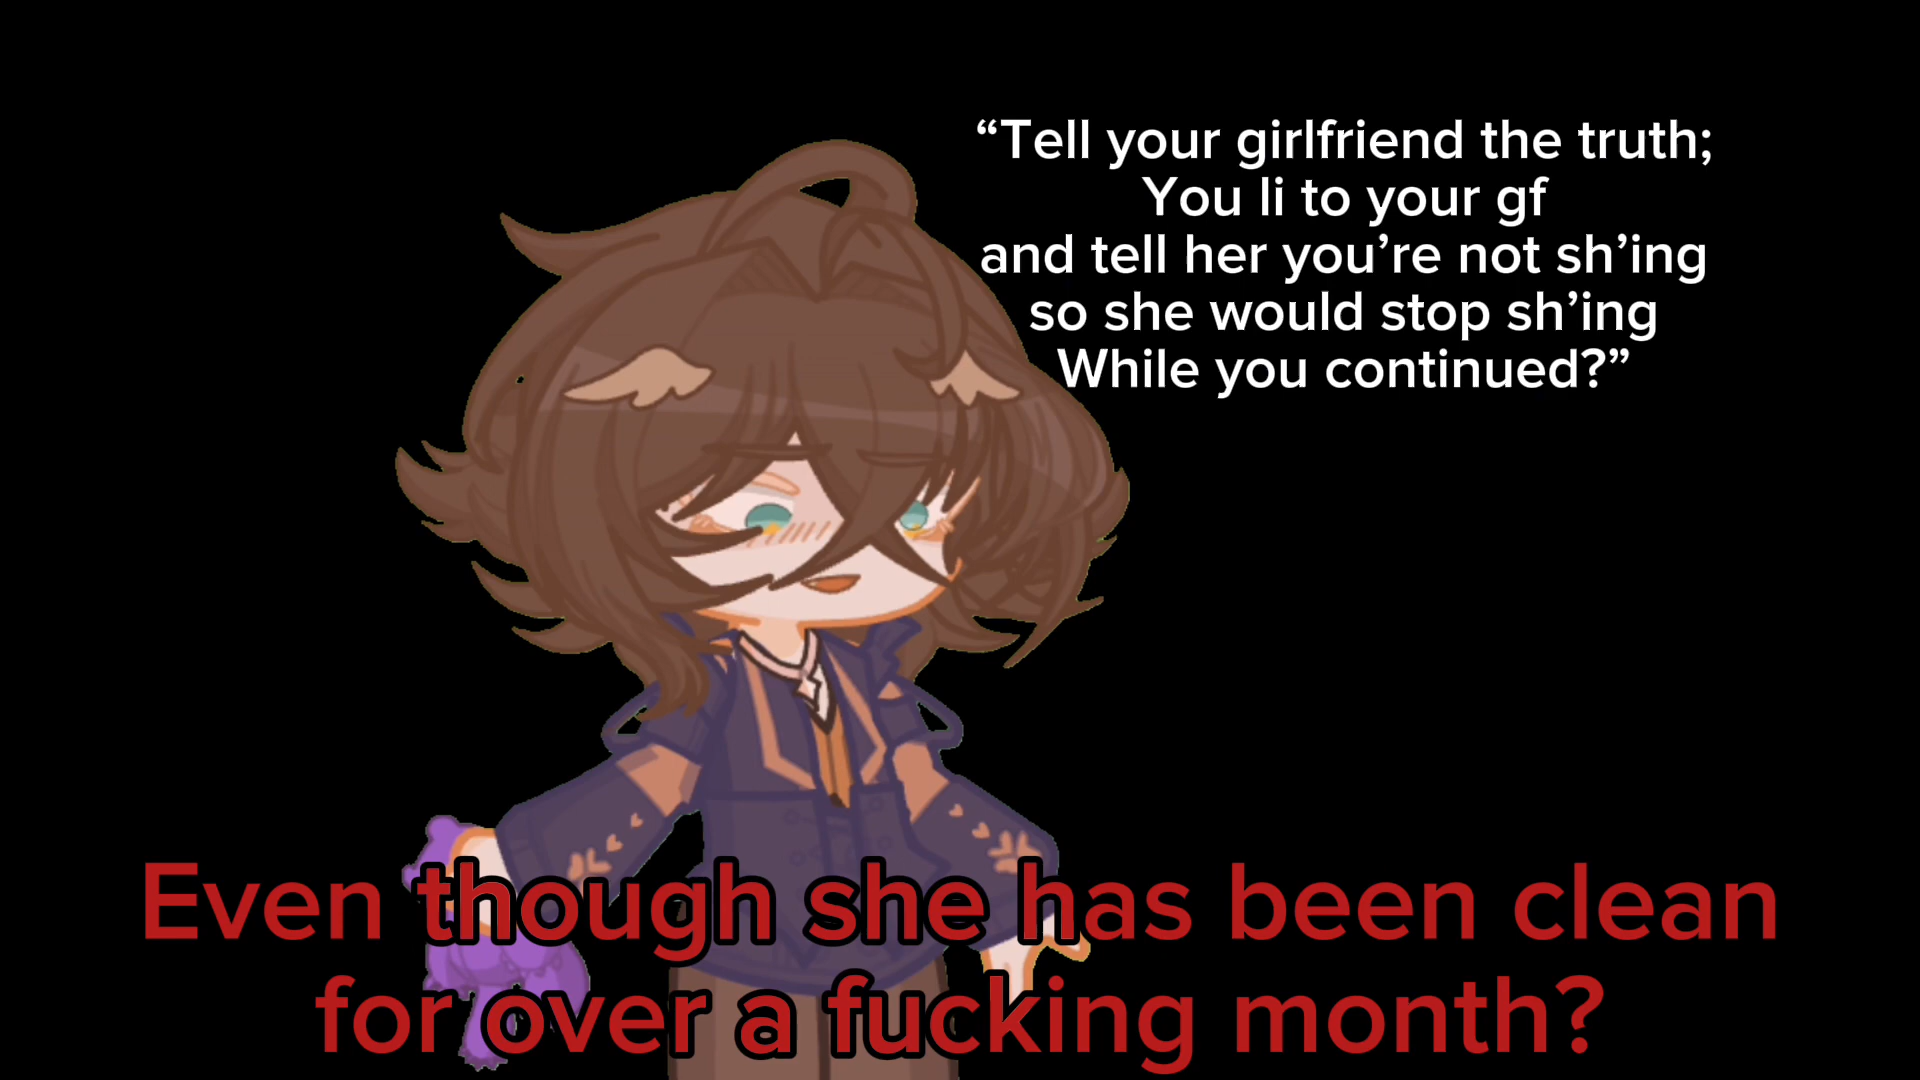 “Tell your girlfriend the truth;
You li to your gf
and tell her you’re not sh’ing
so she would stop sh’ing
While you continued?”
Even though she has been clean
for over a fucking month?